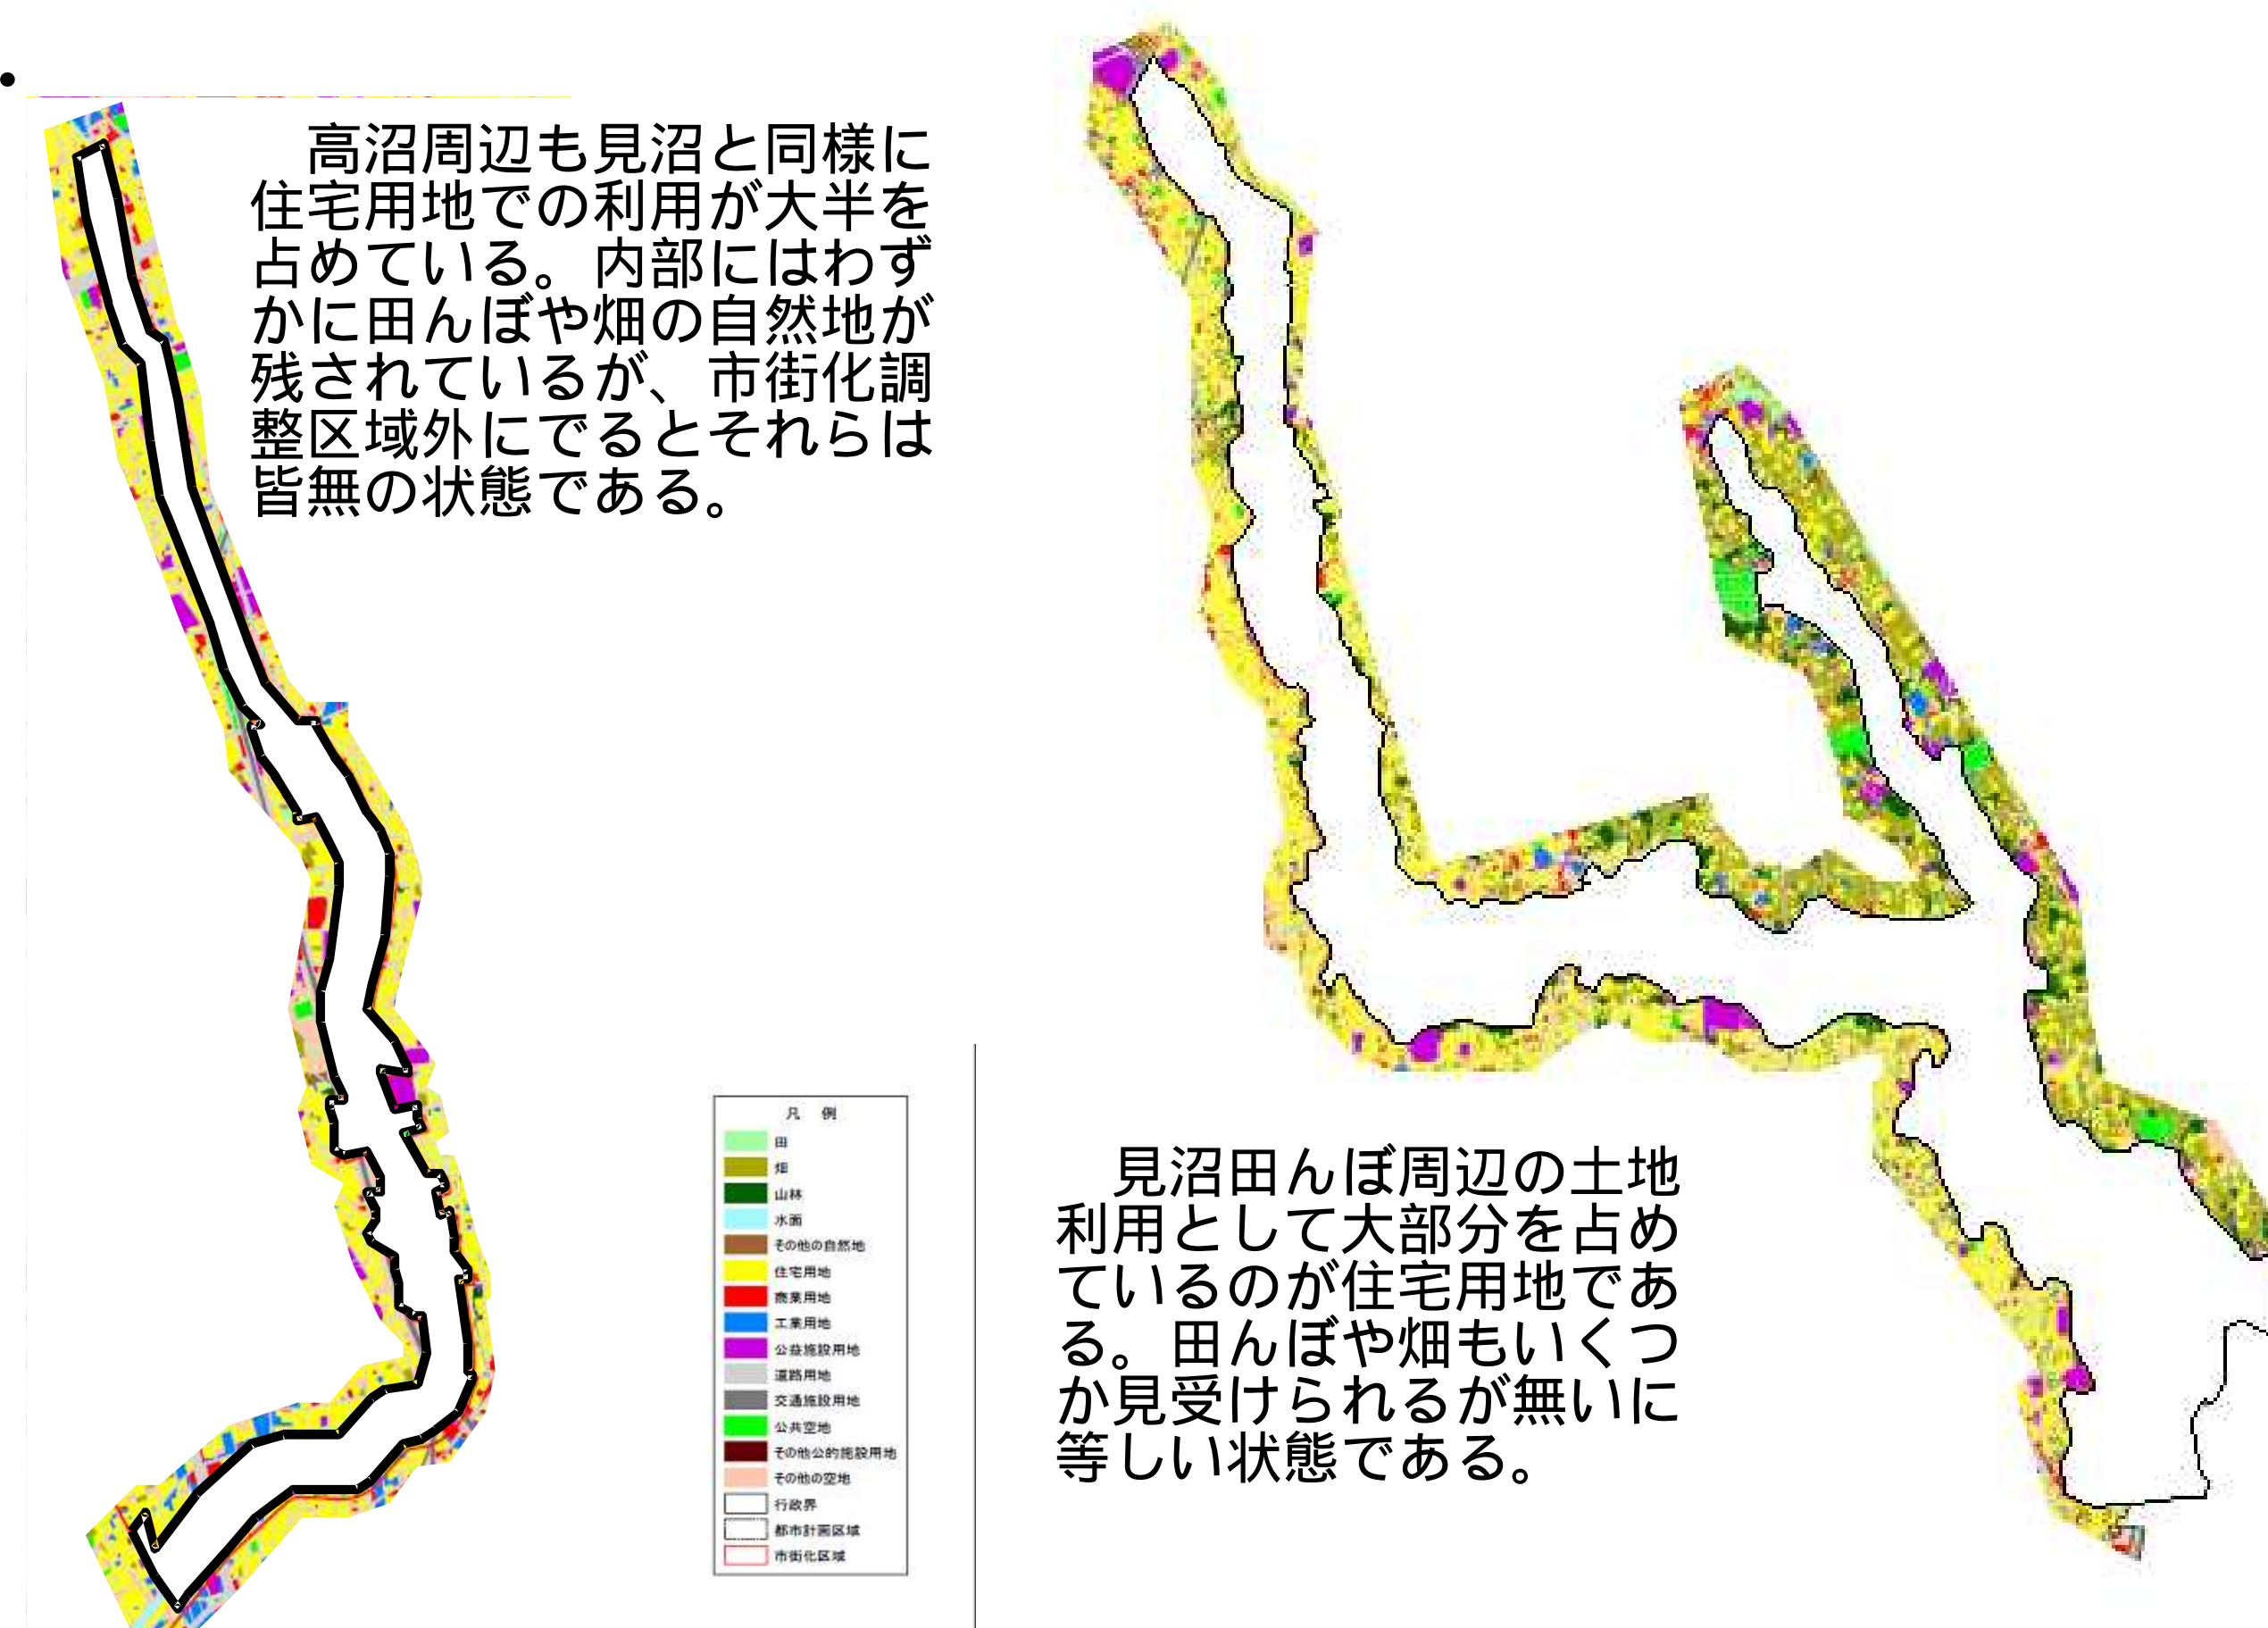 •
高沼周辺も見沼と同様に
住宅用地での利用が大半を
占めている。内部にはわず
かに田んぼや畑の自然地が
残されているが、市街化調
整区域外にでるとそれらは
皆無の状態である。
凡 例
田
畑
山林
水面
その他の自然地
住宅用地
商業用地
工業用地
公益施設用地
道路用地
交通施設用地
公共空地
その他公的施設用地
その他の空地
行政界
都市計画区域
市街化区域
見沼田んぼ周辺の土地
利用として大部分を占め
ているのが住宅用地であ
る。田んぼや畑もいくつ
か見受けられるが無いに
等しい状態である。